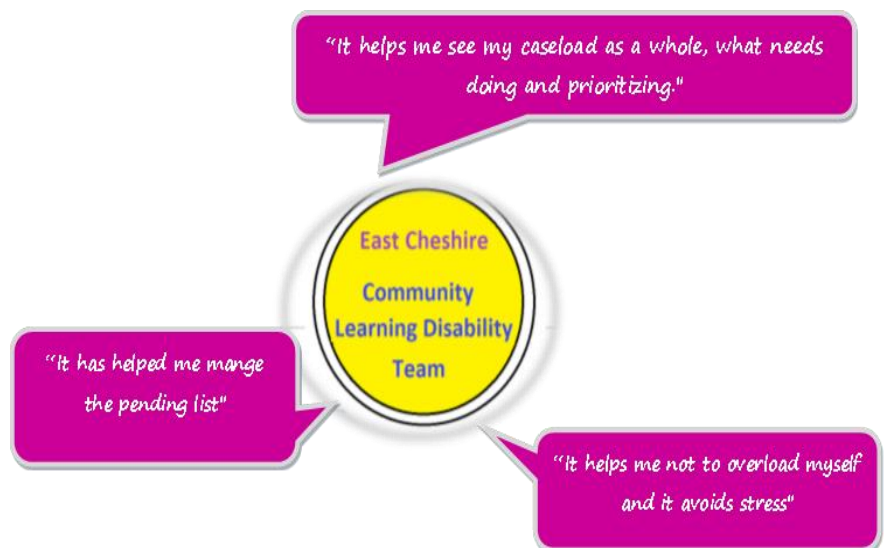 “It helps me see my caseload as a whole, what needs
doing and prioritizing."
East Cheshire
Community
Learning Disability
Team
“It has helped me mange
the pending list"
“It helps me not to overload myself
and it avoids stress"